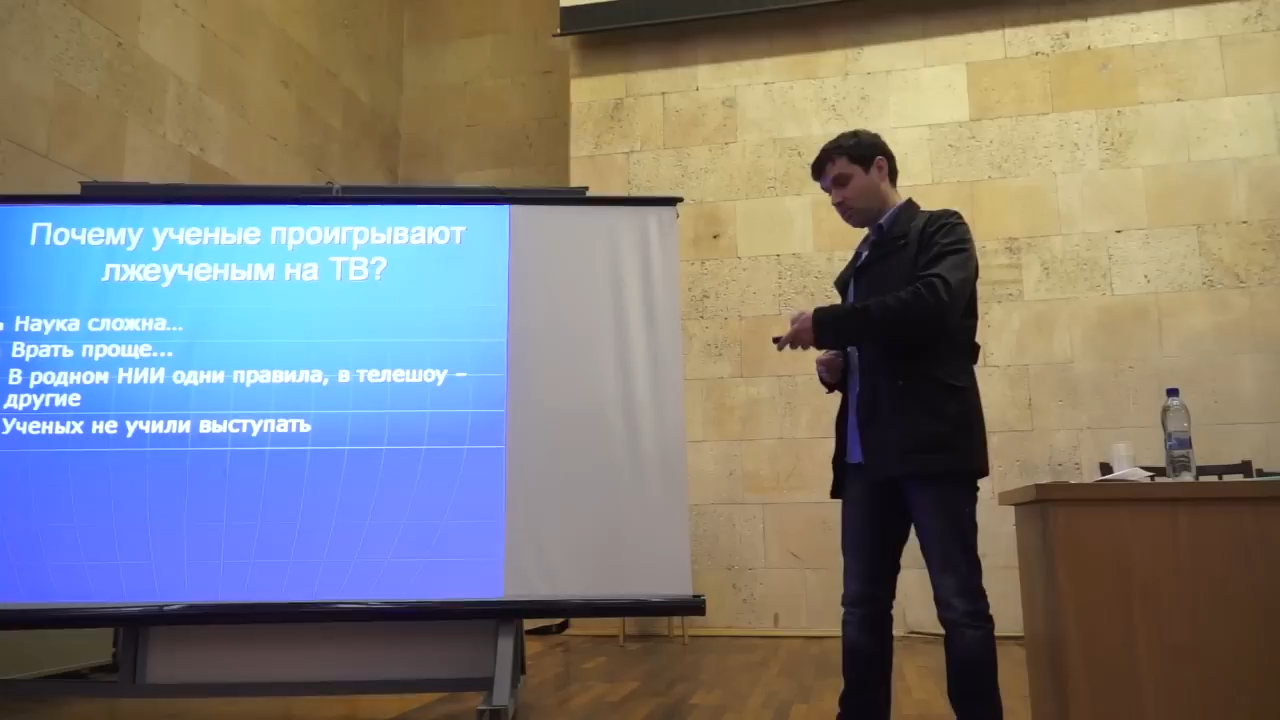 Почему ученые проигрывают
лжеученым на ТВ?
Наука сложна...
Врать проще...
В родном НИИ одни правила, в телешоу –
другие
Ученых не учили выступать